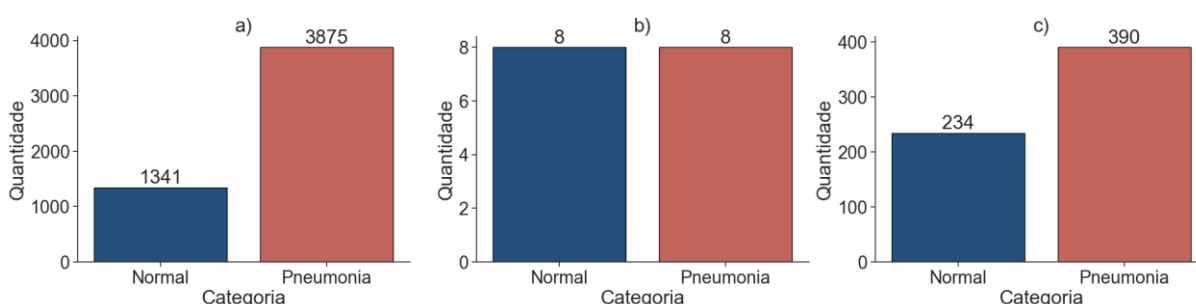 a)
4000
3000
2000
1000
0
Quantidade
1341
3875
Normal
Pneumonia
Categoria
b)
8
6
4
2
0
Quantidade
8
8
Normal
Pneumonia
Categoria
c)
400
300
200
100
0
Quantidade
234
390
Normal
Pneumonia
Categoria